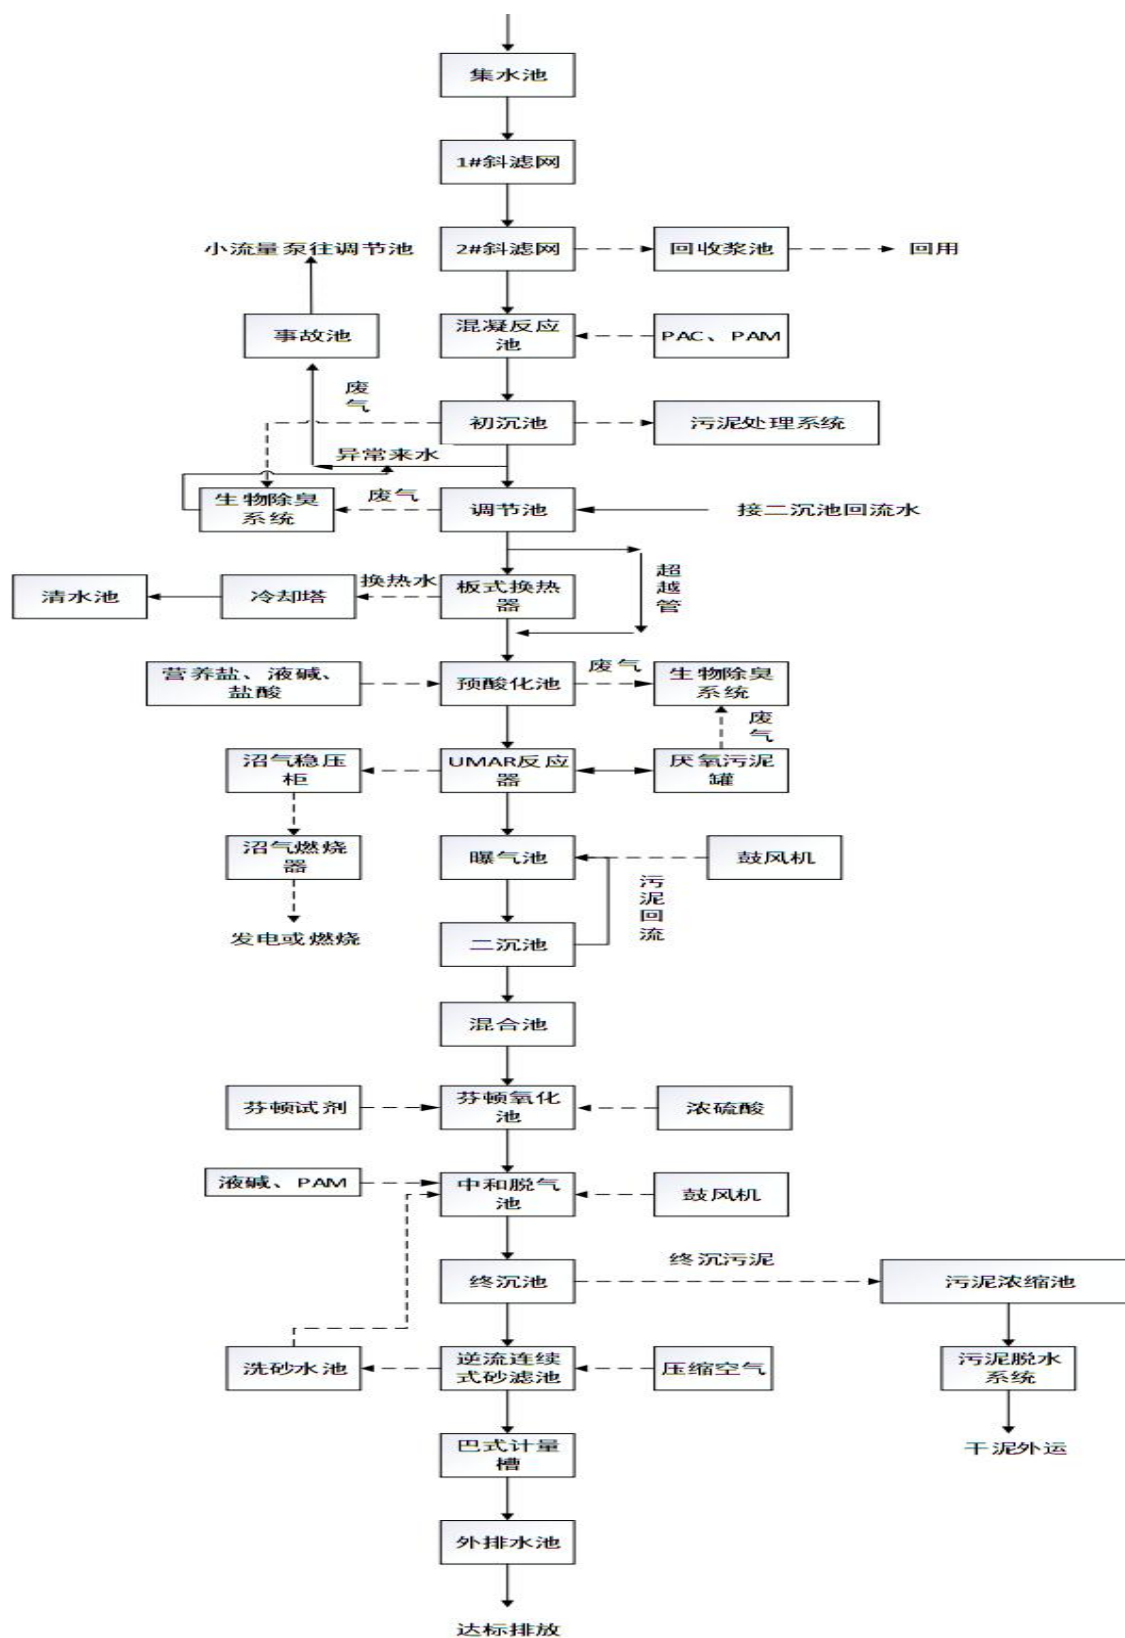 集水池
1#斜滤网
小流量泵往调节池
2#斜滤网
回收浆池
回用
事故池
混凝反应
池
PAC、PAM
废
气
初沉池
污泥处理系统
异常来水
生物除臭
系统
废气
调节池
接二沉池回流水
超
越
管
清水池
冷却塔
换热水
板式换热
器
营养盐、液碱、
盐酸
预酸化池
废气
生物除臭
系统
废
气
沼气稳压
柜
UMAR反应
器
厌氧污泥
罐
沼气燃烧
器
曝气池
鼓风机
污
泥
回
流
发电或燃烧
二沉池
混合池
芬顿试剂
芬顿氧化
池
浓硫酸
液碱、PAM
中和脱气
池
鼓风机
终沉池
终沉污泥
污泥浓缩池
洗砂水池
逆流连续
式砂滤池
压缩空气
污泥脱水
系统
巴式计量
槽
干泥外运
外排水池
达标排放